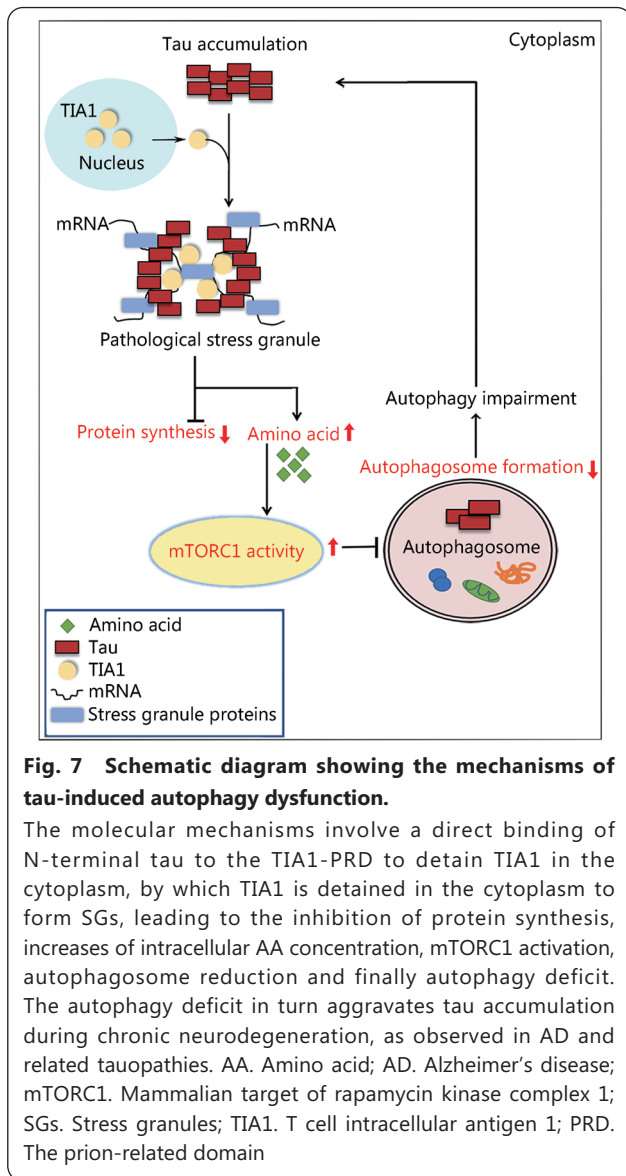 Tau accumulation
Cytoplasm
TIA1
Nucleus
mRNA
mRNA
Pathological stress granule
Protein synthesis
Amino acid
Autophagy impairment
Autophagosome formation
mTORC1 activity
Autophagosome
Amino acid
Tau
TIA1
mRNA
Stress granule proteins
Fig. 7 Schematic diagram showing the mechanisms of
tau-induced autophagy dysfunction.
The molecular mechanisms involve a direct binding of
N-terminal tau to the TIA1-PRD to detain TIA1 in the
cytoplasm, by which TIA1 is detained in the cytoplasm to
form SGs, leading to the inhibition of protein synthesis,
increases of intracellular AA concentration, mTORC1 activation,
autophagosome reduction and finally autophagy deficit.
The autophagy deficit in turn aggravates tau accumulation
during chronic neurodegeneration, as observed in AD and
related tauopathies. AA. Amino acid; AD. Alzheimer's disease;
mTORC1. Mammalian target of rapamycin kinase complex 1;
SGs. Stress granules; TIA1. T cell intracellular antigen 1; PRD.
The prion-related domain